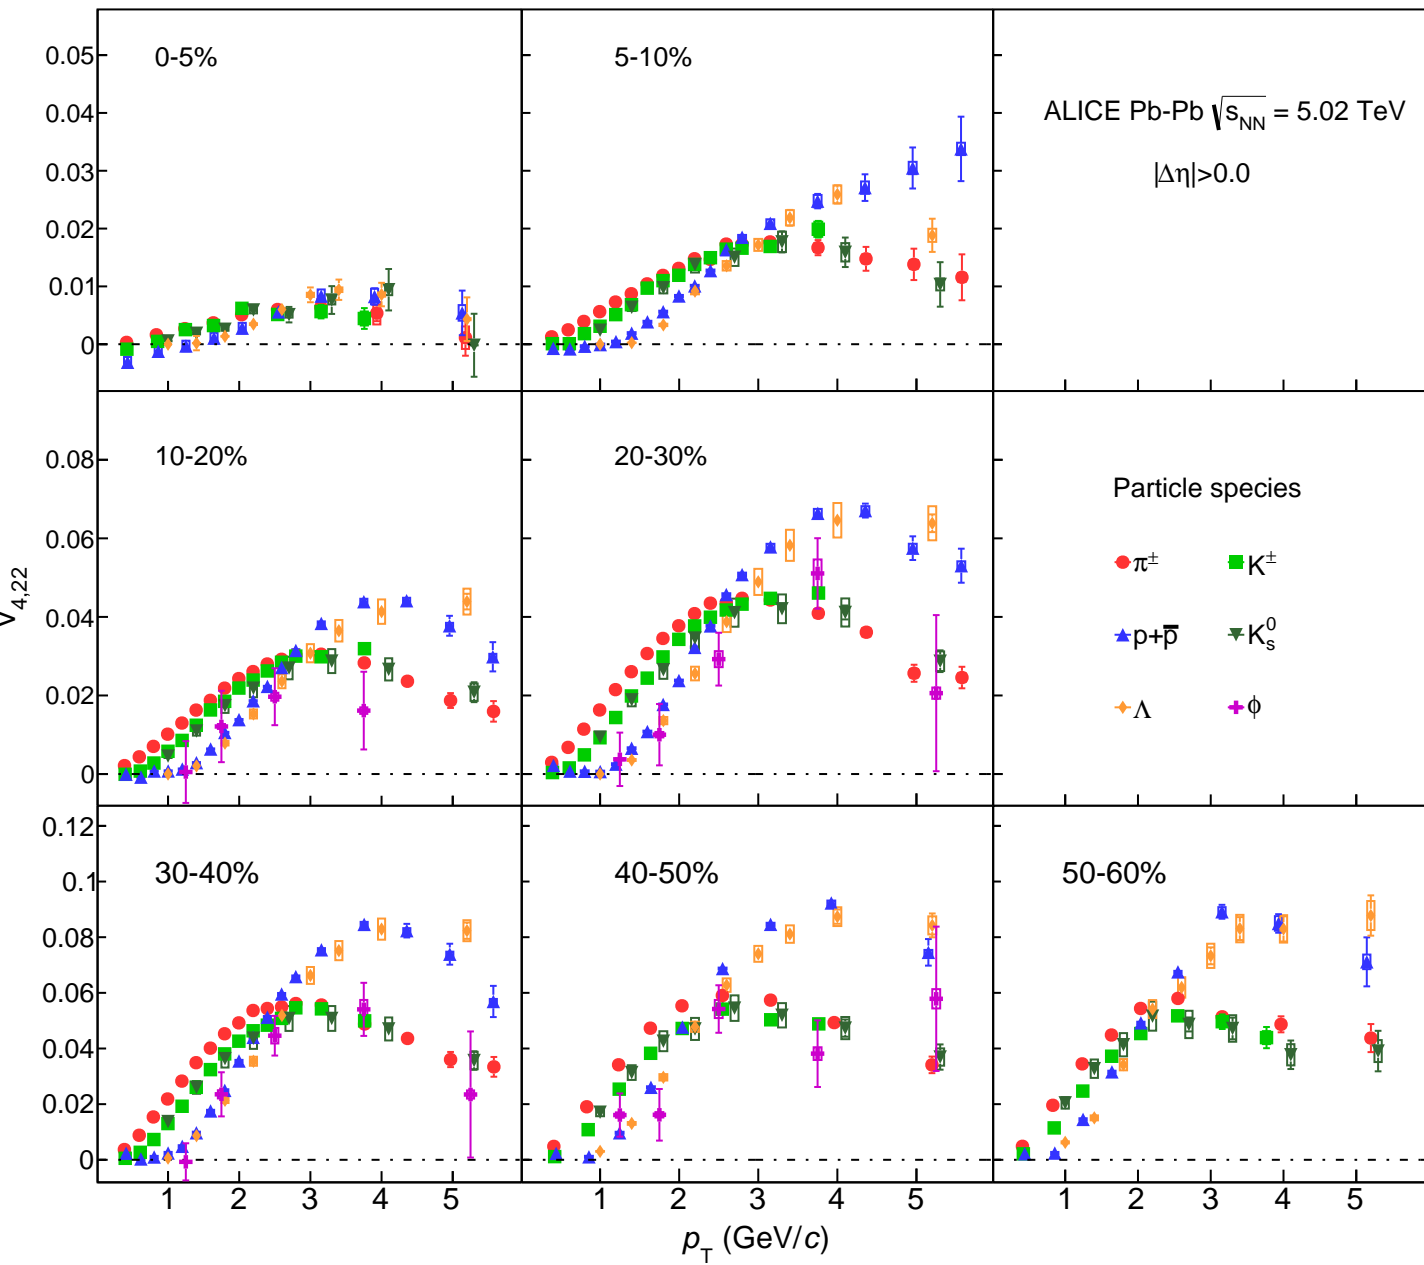 0-5%
5-10%
ALICE Pb-Pb √s_NN = 5.02 TeV
|Δη|>0.0
0.05
0.04
0.03
0.02
0.01
0
10-20%
20-30%
Particle species
π±
K±
p+p̅
K⁰ₛ
Λ
ϕ
0.08
0.06
0.04
0.02
0
v4,22
30-40%
40-50%
50-60%
0.12
0.1
0.08
0.06
0.04
0.02
0
1 2 3 4 5 1 2 3 4 5 1 2 3 4 5
p_T (GeV/c)